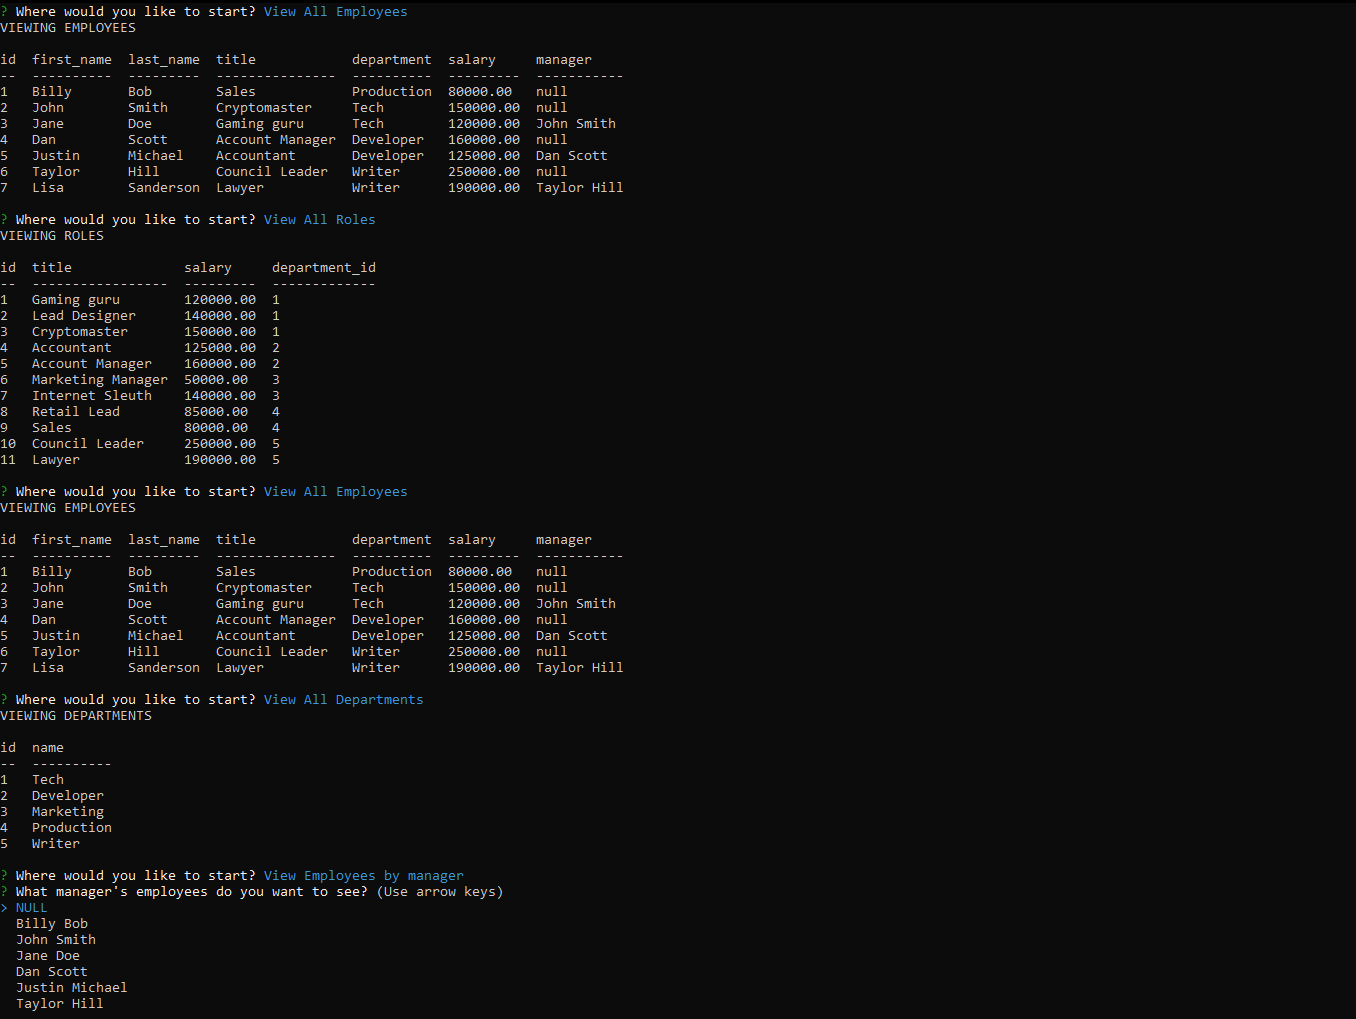 ? Where would you like to start? View All Employees
VIEWING EMPLOYEES
id  first_name  last_name  title            department  salary     manager
--  ----------  ---------  ---------------  ----------  ---------  -----------
1   Billy       Bob        Sales            Production  80000.00   null
2   John        Smith      Cryptomaster     Tech        150000.00  null
3   Jane        Doe        Gaming guru      Tech        120000.00  John Smith
4   Dan         Scott      Account Manager  Developer   160000.00  null
5   Justin      Michael    Accountant       Developer   125000.00  Dan Scott
6   Taylor      Hill       Council Leader   Writer      250000.00  null
7   Lisa        Sanderson  Lawyer           Writer      190000.00  Taylor Hill
? Where would you like to start? View All Roles
VIEWING ROLES
id  title              salary     department_id
--  -----------------  ---------  -------------
1   Gaming guru        120000.00  1
2   Lead Designer      140000.00  1
3   Cryptomaster       150000.00  1
4   Accountant         125000.00  2
5   Account Manager    160000.00  2
6   Marketing Manager  50000.00   3
7   Internet Sleuth    140000.00  3
8   Retail Lead        85000.00   4
9   Sales              80000.00   4
10  Council Leader     250000.00  5
11  Lawyer             190000.00  5
? Where would you like to start? View All Employees
VIEWING EMPLOYEES
id  first_name  last_name  title            department  salary     manager
--  ----------  ---------  ---------------  ----------  ---------  -----------
1   Billy       Bob        Sales            Production  80000.00   null
2   John        Smith      Cryptomaster     Tech        150000.00  null
3   Jane        Doe        Gaming guru      Tech        120000.00  John Smith
4   Dan         Scott      Account Manager  Developer   160000.00  null
5   Justin      Michael    Accountant       Developer   125000.00  Dan Scott
6   Taylor      Hill       Council Leader   Writer      250000.00  null
7   Lisa        Sanderson  Lawyer           Writer      190000.00  Taylor Hill
? Where would you like to start? View All Departments
VIEWING DEPARTMENTS
id  name
--  ----------
1   Tech
2   Developer
3   Marketing
4   Production
5   Writer
? Where would you like to start? View Employees by manager
? What manager's employees do you want to see? (Use arrow keys)
> NULL
  Billy Bob
  John Smith
  Jane Doe
  Dan Scott
  Justin Michael
  Taylor Hill